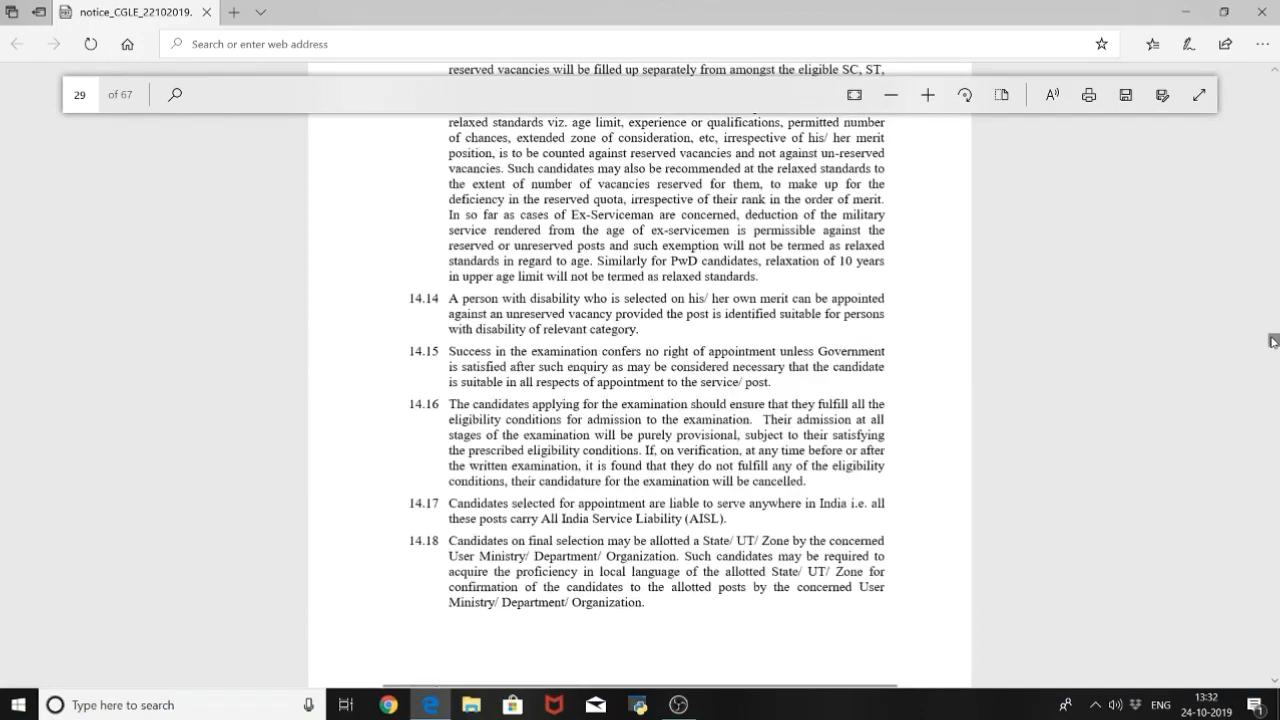 notice_CGLE_22102019.
Search or enter web address
reserved vacancies will be filled up separately from amongst the eligible SC, ST,
29 of 67
relaxed standards viz. age limit, experience or qualifications, permitted number
of chances, extended zone of consideration, etc, irrespective of his/ her merit
position, is to be counted against reserved vacancies and not against un-reserved
vacancies. Such candidates may also be recommended at the relaxed standards to
the extent of number of vacancies reserved for them, to make up for the
deficiency in the reserved quota, irrespective of their rank in the order of merit.
In so far as cases of Ex-Serviceman are concerned, deduction of the military
service rendered from the age of ex-servicemen is permissible against the
reserved or unreserved posts and such exemption will not be termed as relaxed
standards in regard to age. Similarly for PwD candidates, relaxation of 10 years
in upper age limit will not be termed as relaxed standards.
14.14 A person with disability who is selected on his/ her own merit can be appointed
against an unreserved vacancy provided the post is identified suitable for persons
with disability of relevant category.
14.15 Success in the examination confers no right of appointment unless Government
is satisfied after such enquiry as may be considered necessary that the candidate
is suitable in all respects of appointment to the service/ post.
14.16 The candidates applying for the examination should ensure that they fulfill all the
eligibility conditions for admission to the examination. Their admission at all
stages of the examination will be purely provisional, subject to their satisfying
the prescribed eligibility conditions. If, on verification, at any time before or after
the written examination, it is found that they do not fulfill any of the eligibility
conditions, their candidature for the examination will be cancelled.
14.17 Candidates selected for appointment are liable to serve anywhere in India i.e. all
these posts carry All India Service Liability (AISL).
14.18 Candidates on final selection may be allotted a State/ UT/ Zone by the concerned
User Ministry/ Department/ Organization. Such candidates may be required to
acquire the proficiency in local language of the allotted State/ UT/ Zone for
confirmation of the candidates to the allotted posts by the concerned User
Ministry/ Department/ Organization.
Type here to search
ENG
13:32
24-10-2019
1